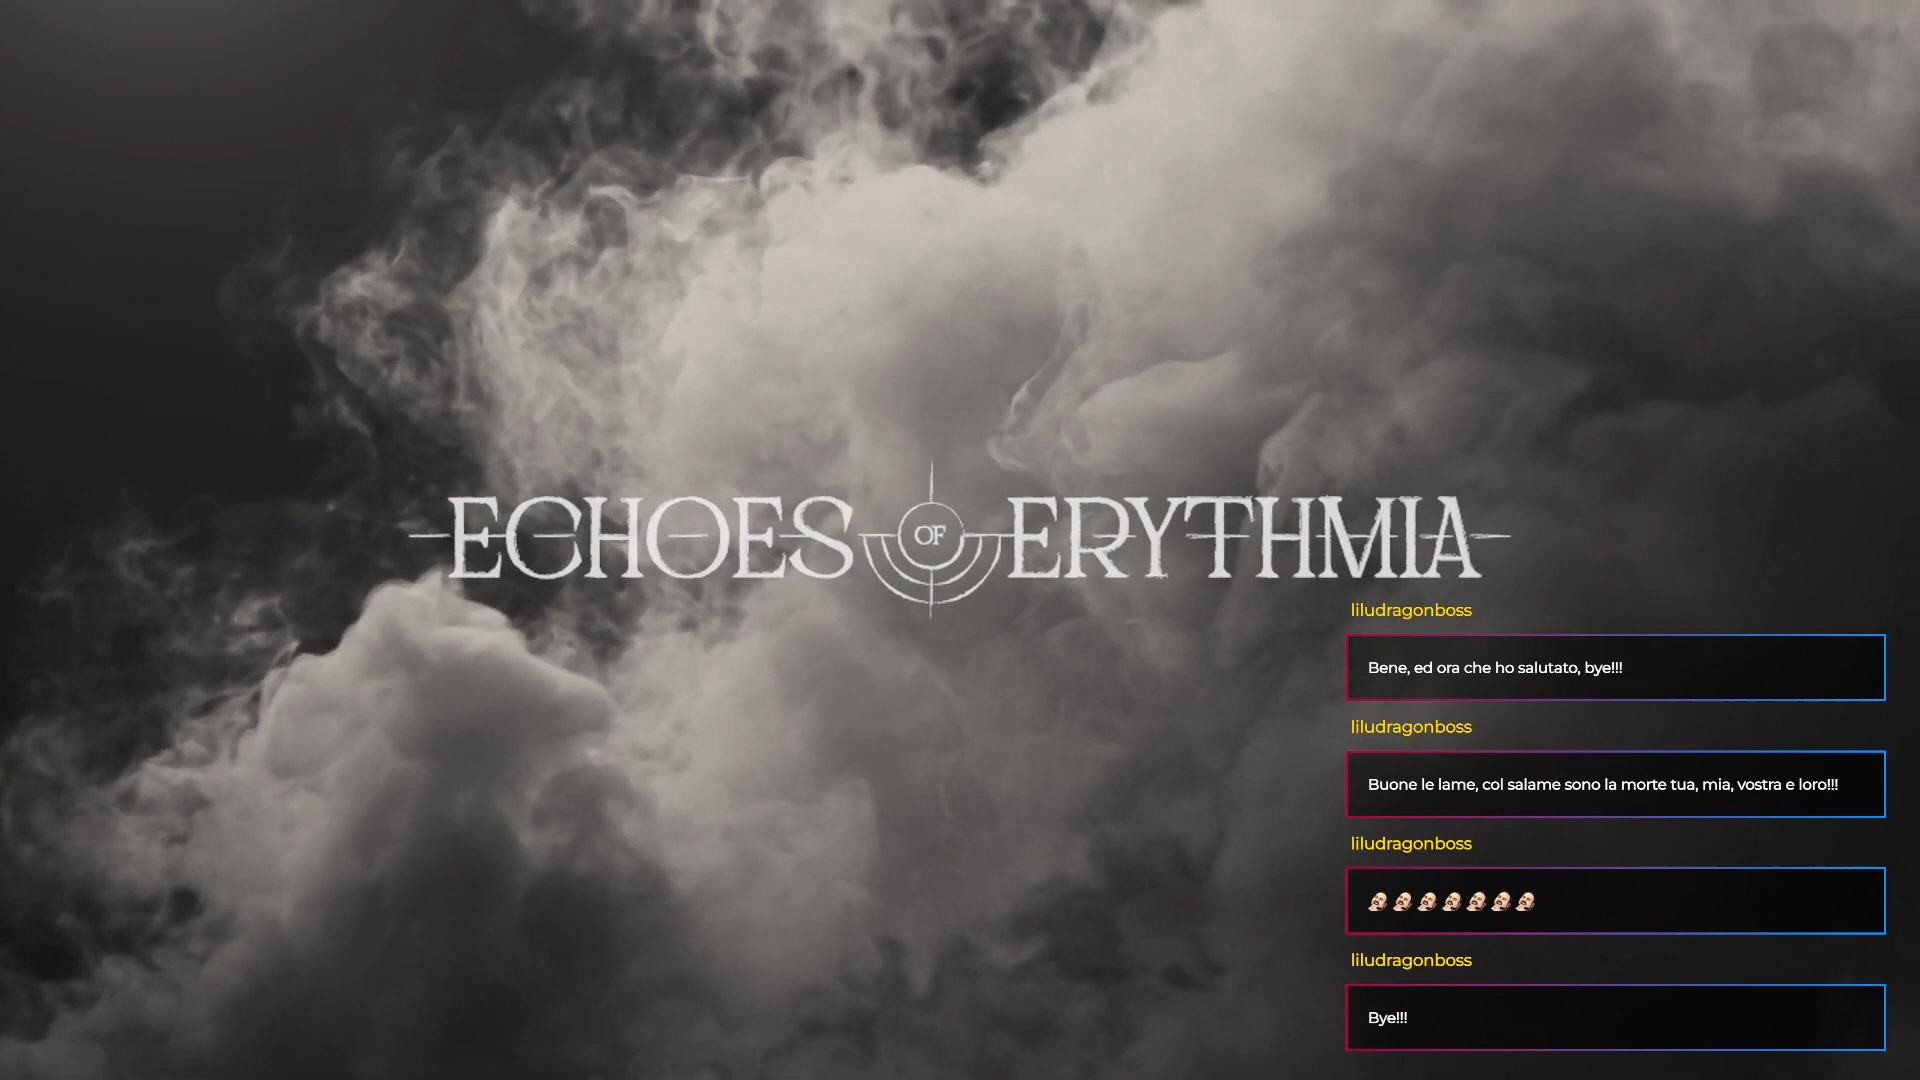 ECHOES OF ERYTHMIA
liludragonboss
Bene, ed ora che ho salutato, bye!!!
liludragonboss
Buone le lame, col salame sono la morte tua, mia, vostra e loro!!!
liludragonboss
liludragonboss
Bye!!!